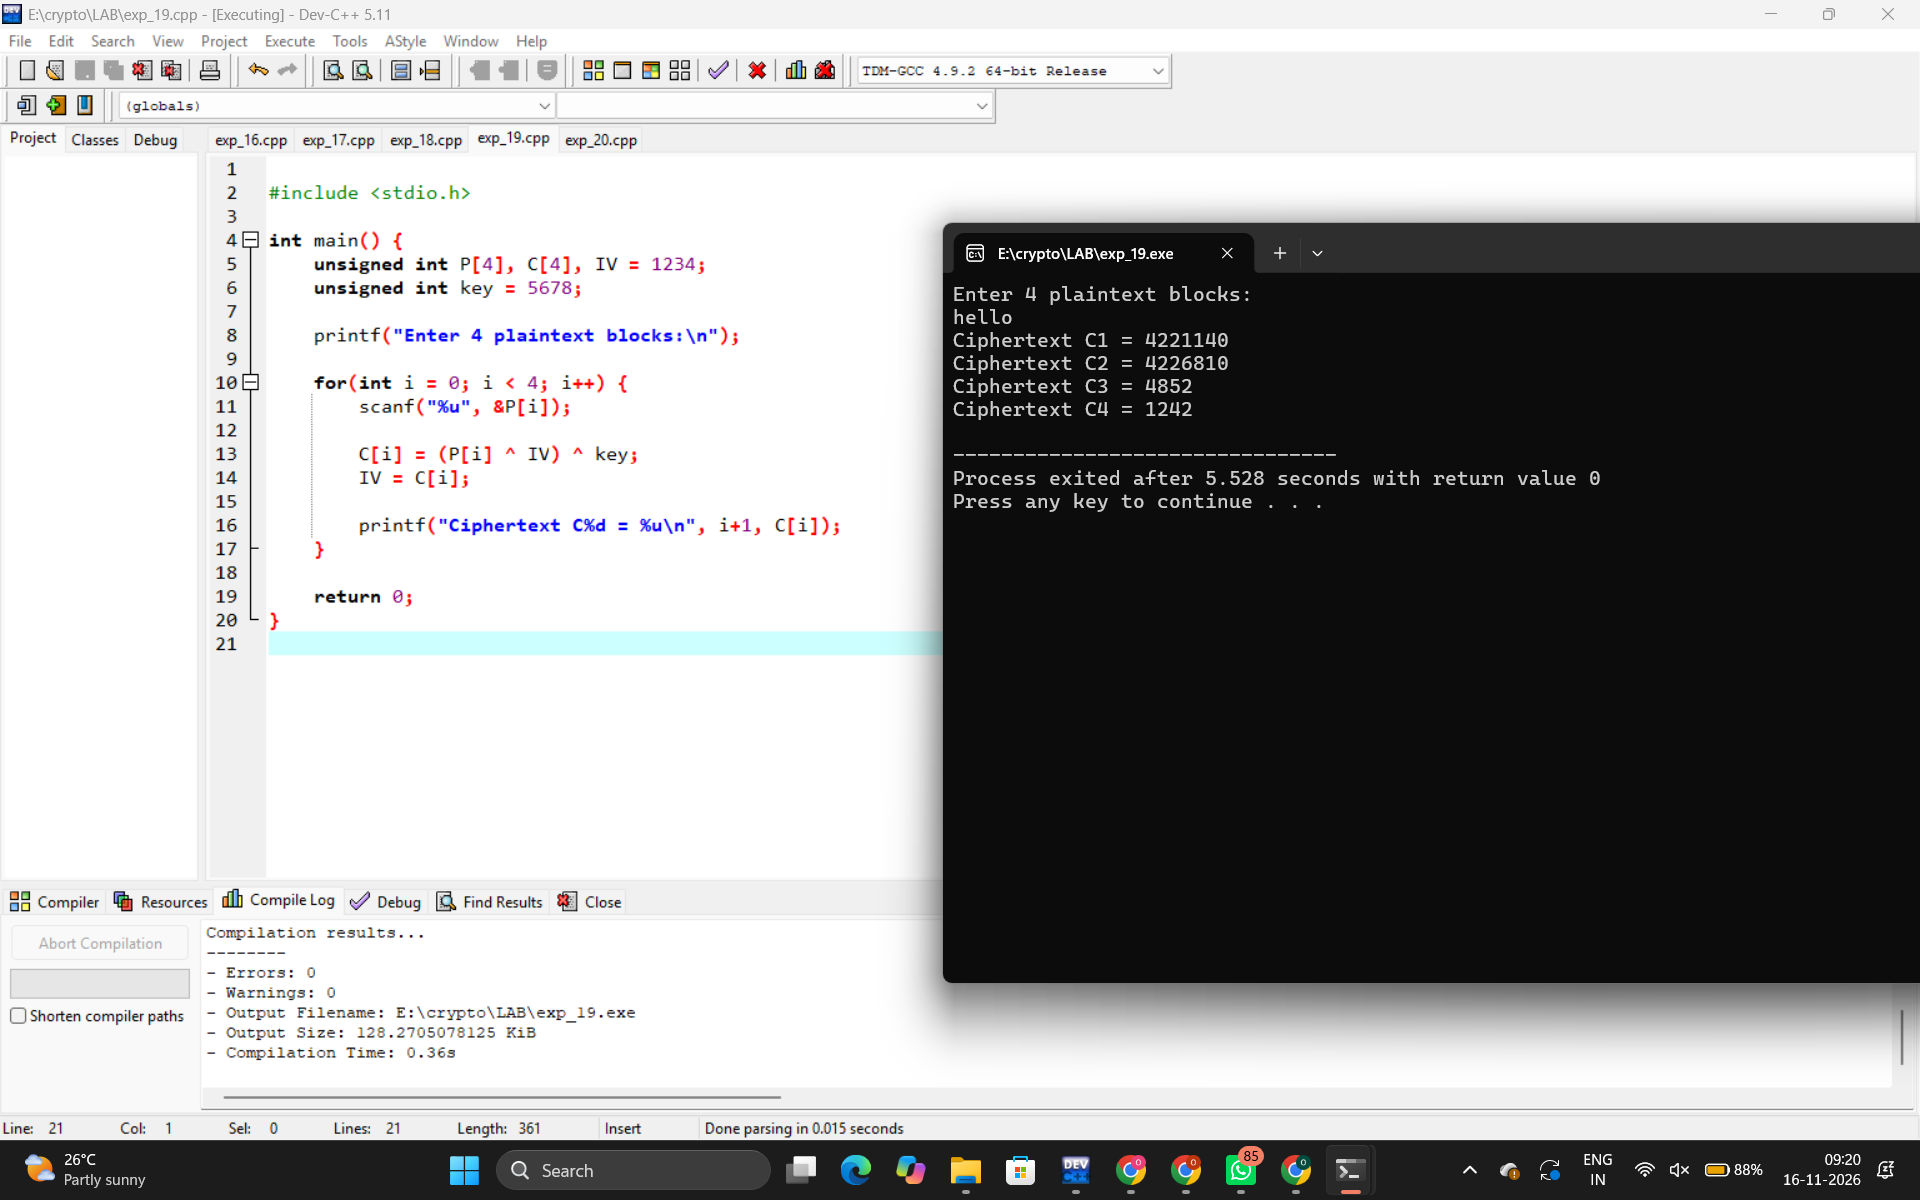 E:\crypto\LAB\exp_19.cpp - [Executing] - Dev-C++ 5.11
File Edit Search View Project Execute Tools AStyle Window Help
TDM-GCC 4.9.2 64-bit Release
(globals)
Project Classes Debug
exp_16.cpp exp_17.cpp exp_18.cpp exp_19.cpp exp_20.cpp
1
2 #include <stdio.h>
3
4 int main() {
5 unsigned int P[4], C[4], IV = 1234;
6 unsigned int key = 5678;
7
8 printf("Enter 4 plaintext blocks:\n");
9
10 for(int i = 0; i < 4; i++) {
11 scanf("%u", &P[i]);
12
13 C[i] = (P[i] ^ IV) ^ key;
14 IV = C[i];
15
16 printf("Ciphertext C%d = %u\n", i+1, C[i]);
17 }
18
19 return 0;
20 }
21
E:\crypto\LAB\exp_19.exe
Enter 4 plaintext blocks:
hello
Ciphertext C1 = 4221140
Ciphertext C2 = 4226810
Ciphertext C3 = 4852
Ciphertext C4 = 1242
--------------------------------
Process exited after 5.528 seconds with return value 0
Press any key to continue . . .
Compiler Resources Compile Log Debug Find Results Close
Abort Compilation
Shorten compiler paths
Compilation results...
--------
- Errors: 0
- Warnings: 0
- Output Filename: E:\crypto\LAB\exp_19.exe
- Output Size: 128.2705078125 KiB
- Compilation Time: 0.36s
Line: 21 Col: 1 Sel: 0 Lines: 21 Length: 361 Insert Done parsing in 0.015 seconds
26°C
Partly sunny
Search
DEV
C++
85
ENG
IN
88%
09:20
16-11-2026